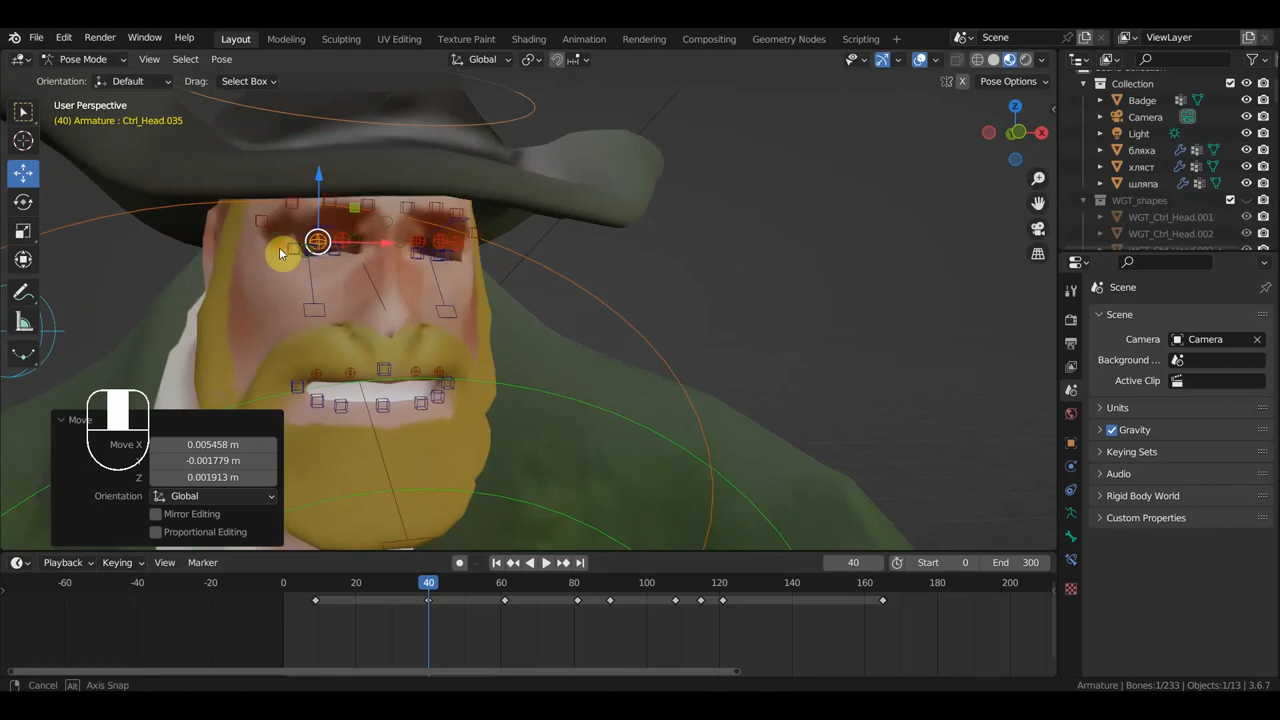 File Edit Render Window Help Layout Modeling Sculpting UV Editing Texture Paint Shading Animation Rendering Compositing Geometry Nodes Scripting + Scene ViewLayer
Pose Mode View Select Pose Global
Orientation: Default Drag: Select Box X Pose Options
User Perspective
(40) Armature : Ctrl_Head.035
Z
X
Collection
Badge
Camera
Light
бляха
хляст
шляпа
WGT_shapes
WGT_Ctrl_Head.001
WGT_Ctrl_Head.002
Scene
Scene
Camera Camera
Background ...
Active Clip
Units
Gravity
Keying Sets
Audio
Rigid Body World
Custom Properties
Move
Move X 0.005458 m
-0.001779 m
Z 0.001913 m
Orientation Global
Mirror Editing
Proportional Editing
Playback Keying View Marker 40 Start 0 End 300
-60 -40 -20 0 20 40 60 80 100 120 140 160 180 200
Cancel Alt Axis Snap Armature | Bones:1/233 | Objects:1/13 | 3.6.7